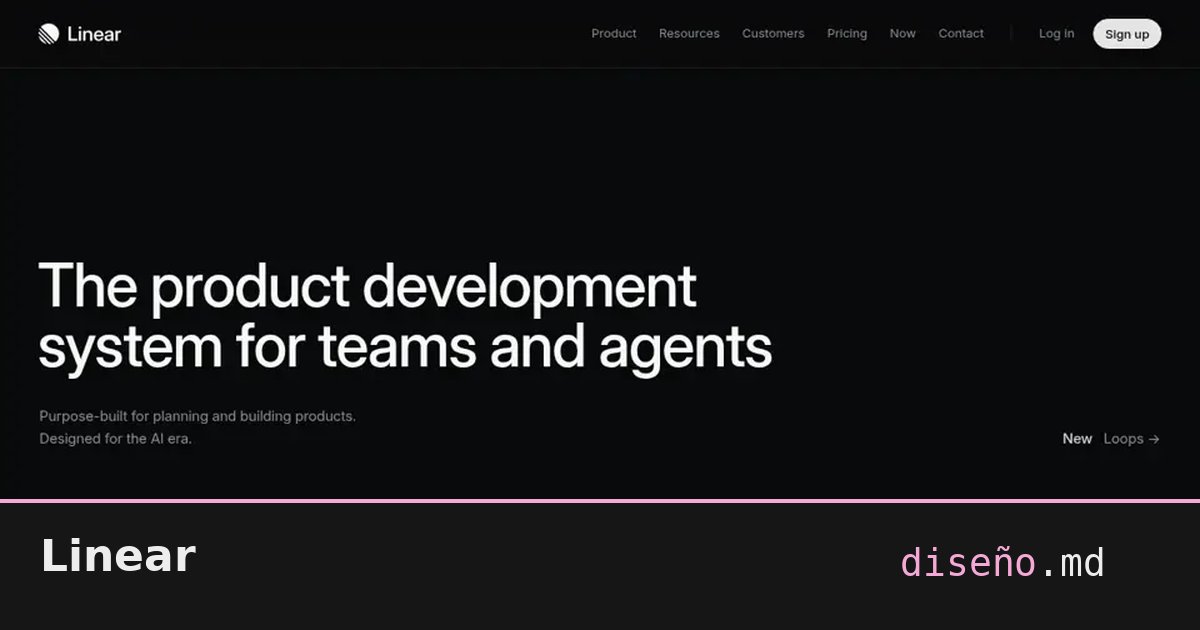 Linear
Product Resources Customers Pricing Now Contact Log in Sign up
The product development
system for teams and agents
Purpose-built for planning and building products.
Designed for the AI era.
New Loops →
Linear
diseño.md